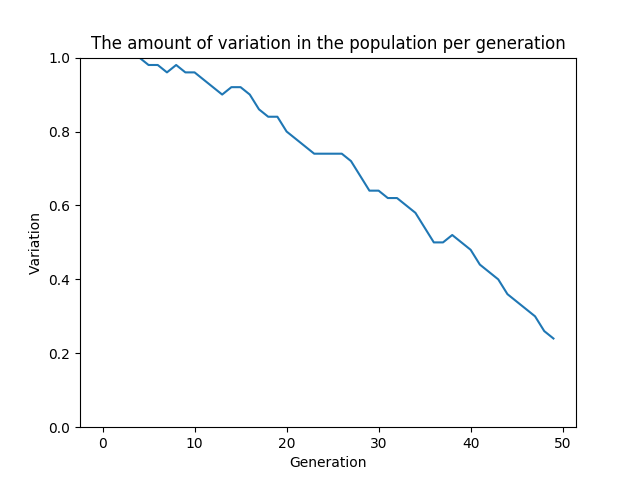 The amount of variation in the population per generation
1.0
0.8
0.6
0.4
0.2
0.0
Variation
0 10 20 30 40 50
Generation